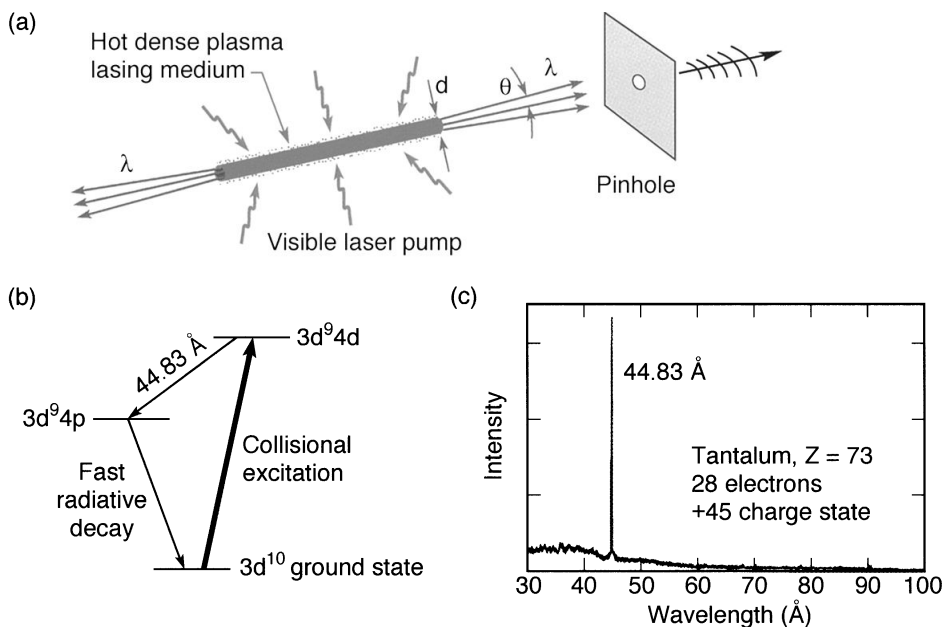 (a)
Hot dense plasma
lasing medium
d
θ
λ
λ
Pinhole
Visible laser pump
(b)
3d⁹4d
44.83 Å
3d⁹4p
Collisional
excitation
Fast
radiative
decay
3d¹⁰ ground state
(c)
Intensity
44.83 Å
Tantalum, Z = 73
28 electrons
+45 charge state
30 40 50 60 70 80 90 100
Wavelength (Å)